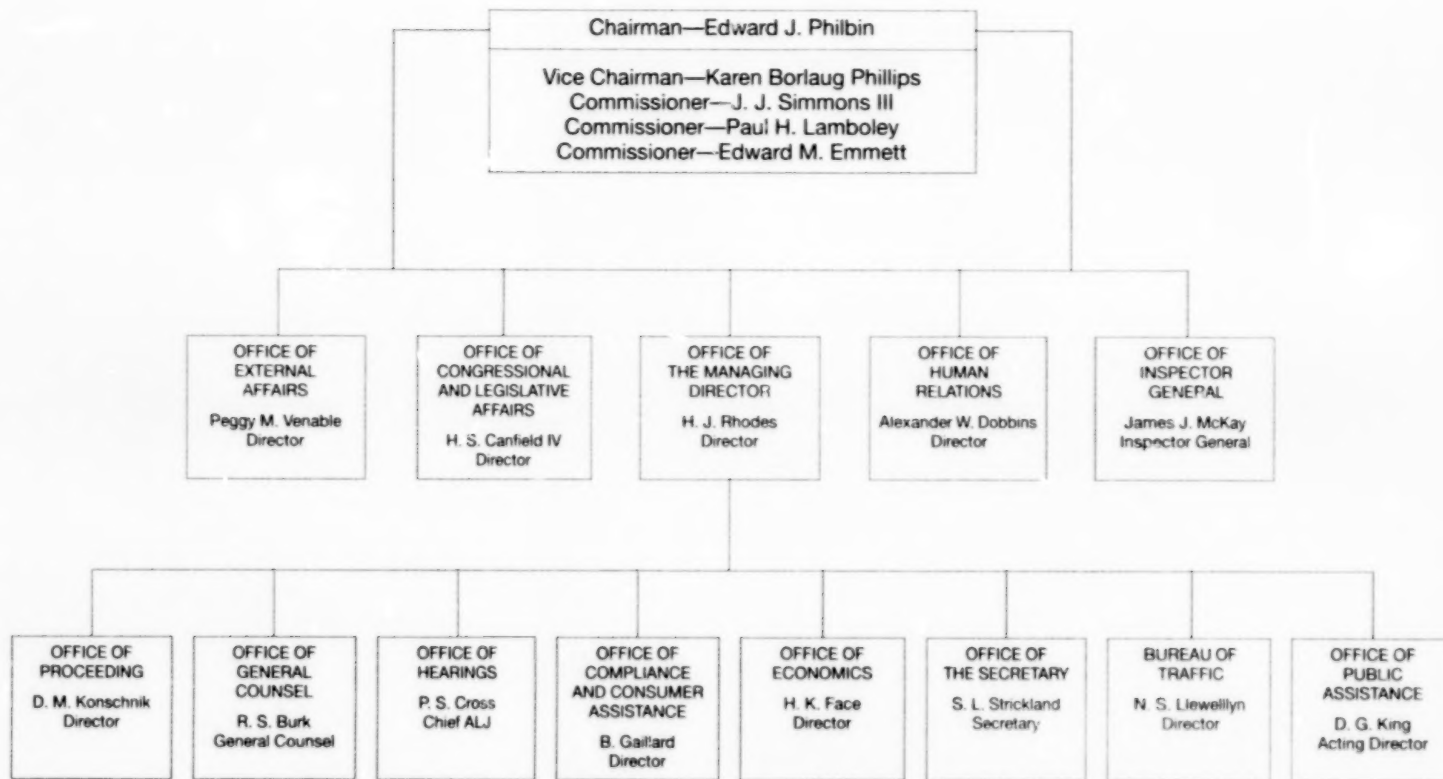 Chairman—Edward J. Philbin
Vice Chairman—Karen Borlaug Phillips
Commissioner—J. J. Simmons III
Commissioner—Paul H. Lamboley
Commissioner—Edward M. Emmett
OFFICE OF
EXTERNAL
AFFAIRS
Peggy M. Venable
Director
OFFICE OF
CONGRESSIONAL
AND LEGISLATIVE
AFFAIRS
H. S. Canfield IV
Director
OFFICE OF
THE MANAGING
DIRECTOR
H. J. Rhodes
Director
OFFICE OF
HUMAN
RELATIONS
Alexander W. Dobbins
Director
OFFICE OF
INSPECTOR
GENERAL
James J. McKay
Inspector General
OFFICE OF
PROCEEDING
D. M. Konschnik
Director
OFFICE OF
GENERAL
COUNSEL
R. S. Burk
General Counsel
OFFICE OF
HEARINGS
P. S. Cross
Chief ALJ
OFFICE OF
COMPLIANCE
AND CONSUMER
ASSISTANCE
B. Gaillard
Director
OFFICE OF
ECONOMICS
H. K. Face
Director
OFFICE OF
THE SECRETARY
S. L. Strickland
Secretary
BUREAU OF
TRAFFIC
N. S. Llewelllyn
Director
OFFICE OF
PUBLIC
ASSISTANCE
D. G. King
Acting Director